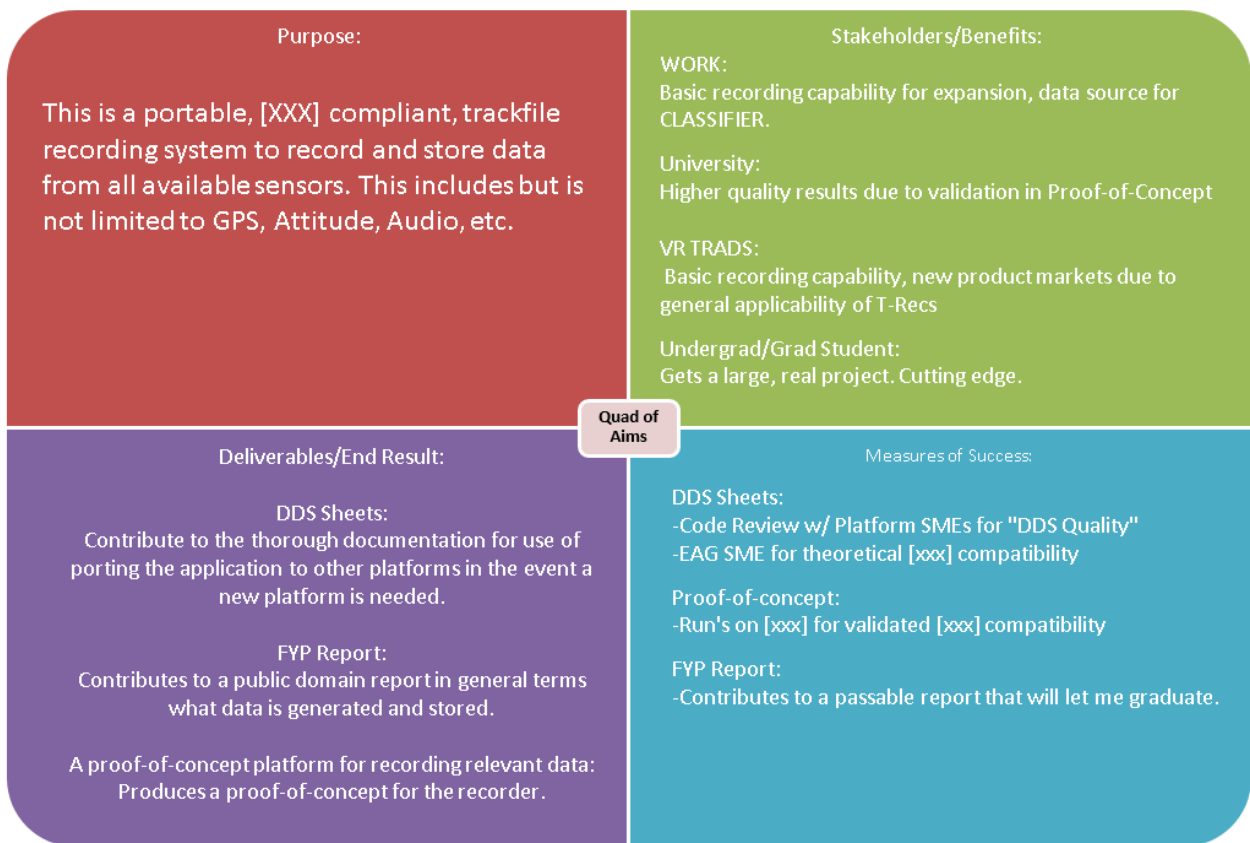 Purpose:
This is a portable, [XXX] compliant, trackfile
recording system to record and store data
from all available sensors. This includes but is
not limited to GPS, Attitude, Audio, etc.
Stakeholders/Benefits:
WORK:
Basic recording capability for expansion, data source for
CLASSIFIER.
University:
Higher quality results due to validation in Proof-of-Concept
VR TRADS:
Basic recording capability, new product markets due to
general applicability of T-Recs
Undergrad/Grad Student:
Gets a large, real project. Cutting edge.
Quad of
Aims
Deliverables/End Result:
DDS Sheets:
Contribute to the thorough documentation for use of
porting the application to other platforms in the event a
new platform is needed.
FYP Report:
Contributes to a public domain report in general terms
what data is generated and stored.
A proof-of-concept platform for recording relevant data:
Produces a proof-of-concept for the recorder.
Measures of Success:
DDS Sheets:
-Code Review w/ Platform SMEs for "DDS Quality"
-EAG SME for theoretical [xxx] compatibility
Proof-of-concept:
-Run's on [xxx] for validated [xxx] compatibility
FYP Report:
-Contributes to a passable report that will let me graduate.